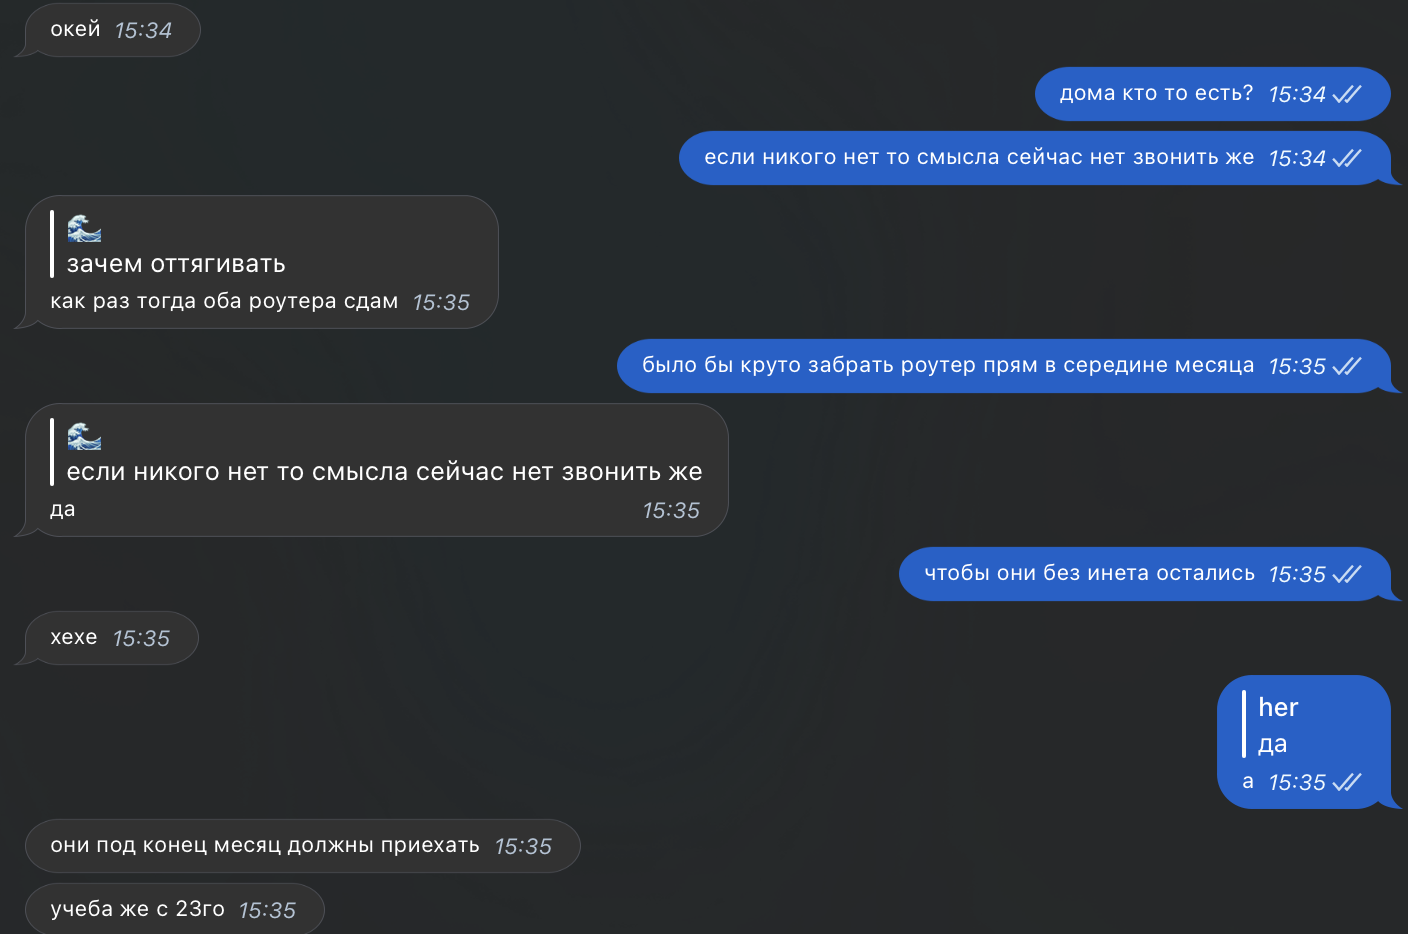 окей 15:34
дома кто то есть? 15:34
если никого нет то смысла сейчас нет звонить же 15:34
🌊
зачем оттягивать
как раз тогда оба роутера сдам 15:35
было бы круто забрать роутер прям в середине месяца 15:35
🌊
если никого нет то смысла сейчас нет звонить же
да 15:35
чтобы они без инета остались 15:35
хехе 15:35
her
да
а 15:35
они под конец месяц должны приехать 15:35
учеба же с 23го 15:35